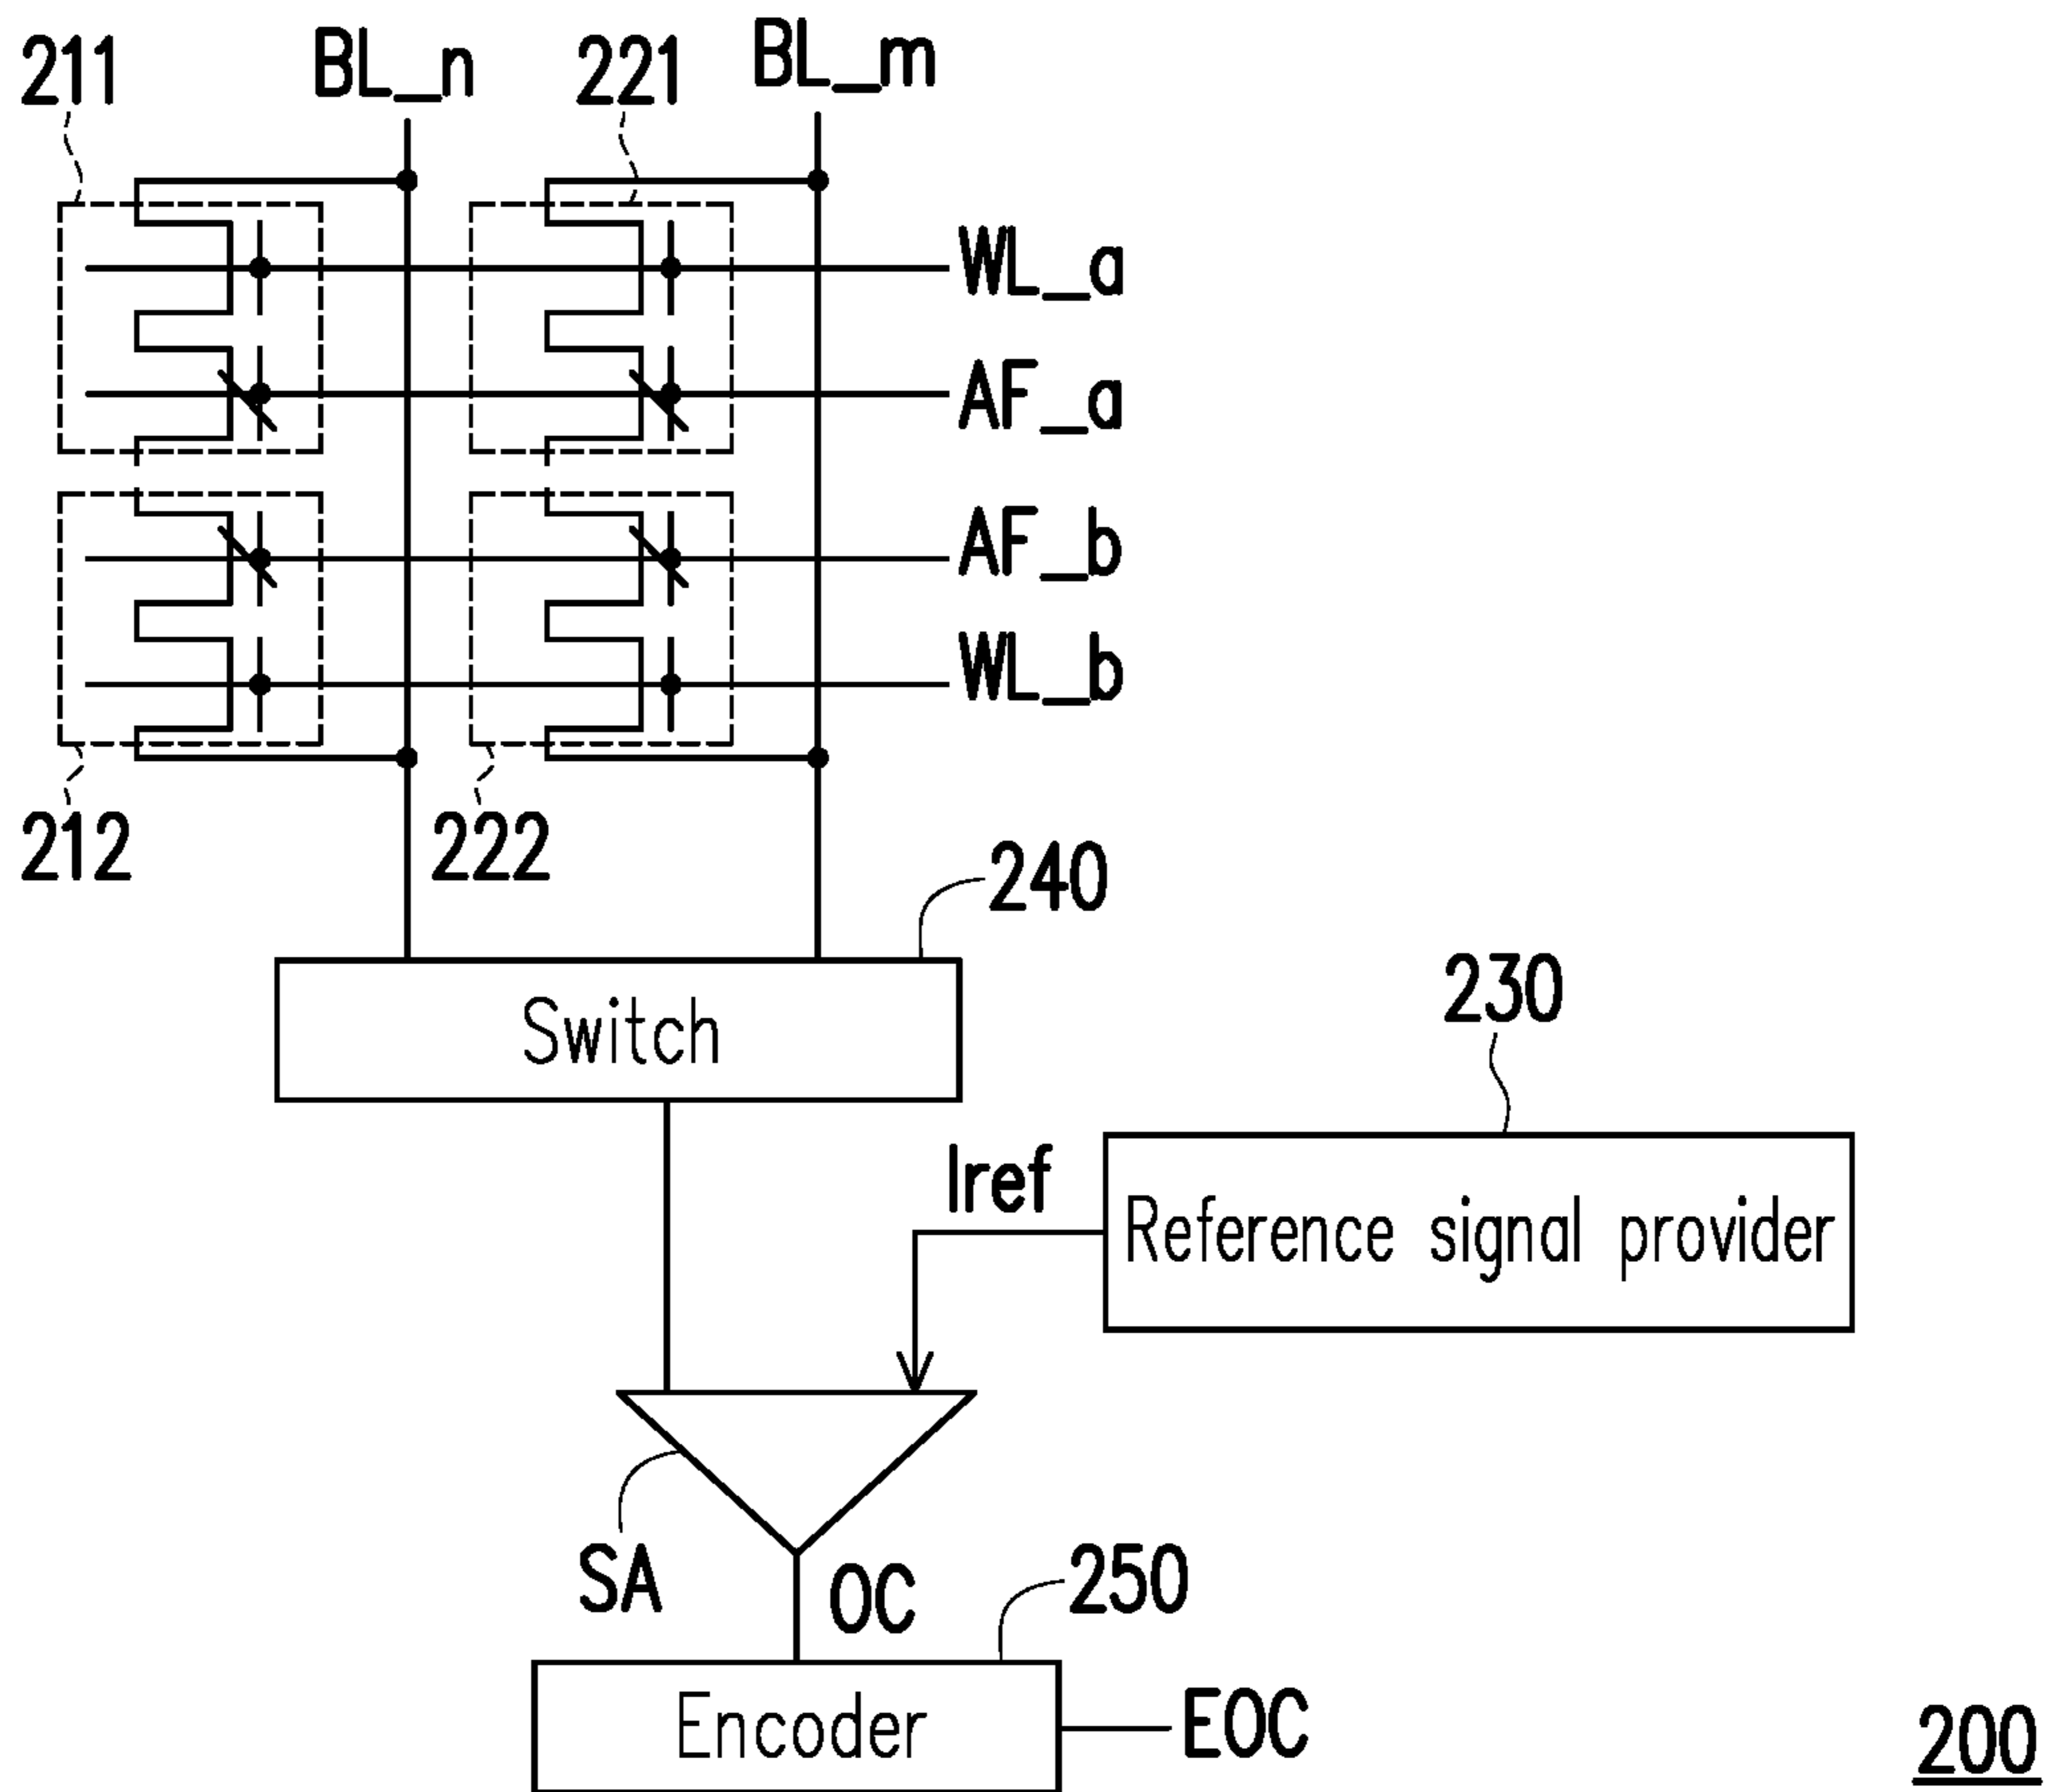 211
BL_n
221
BL_m
WL_a
AF_a
AF_b
WL_b
212
222
240
Switch
230
Iref
Reference signal provider
SA
OC
250
Encoder
EOC
200